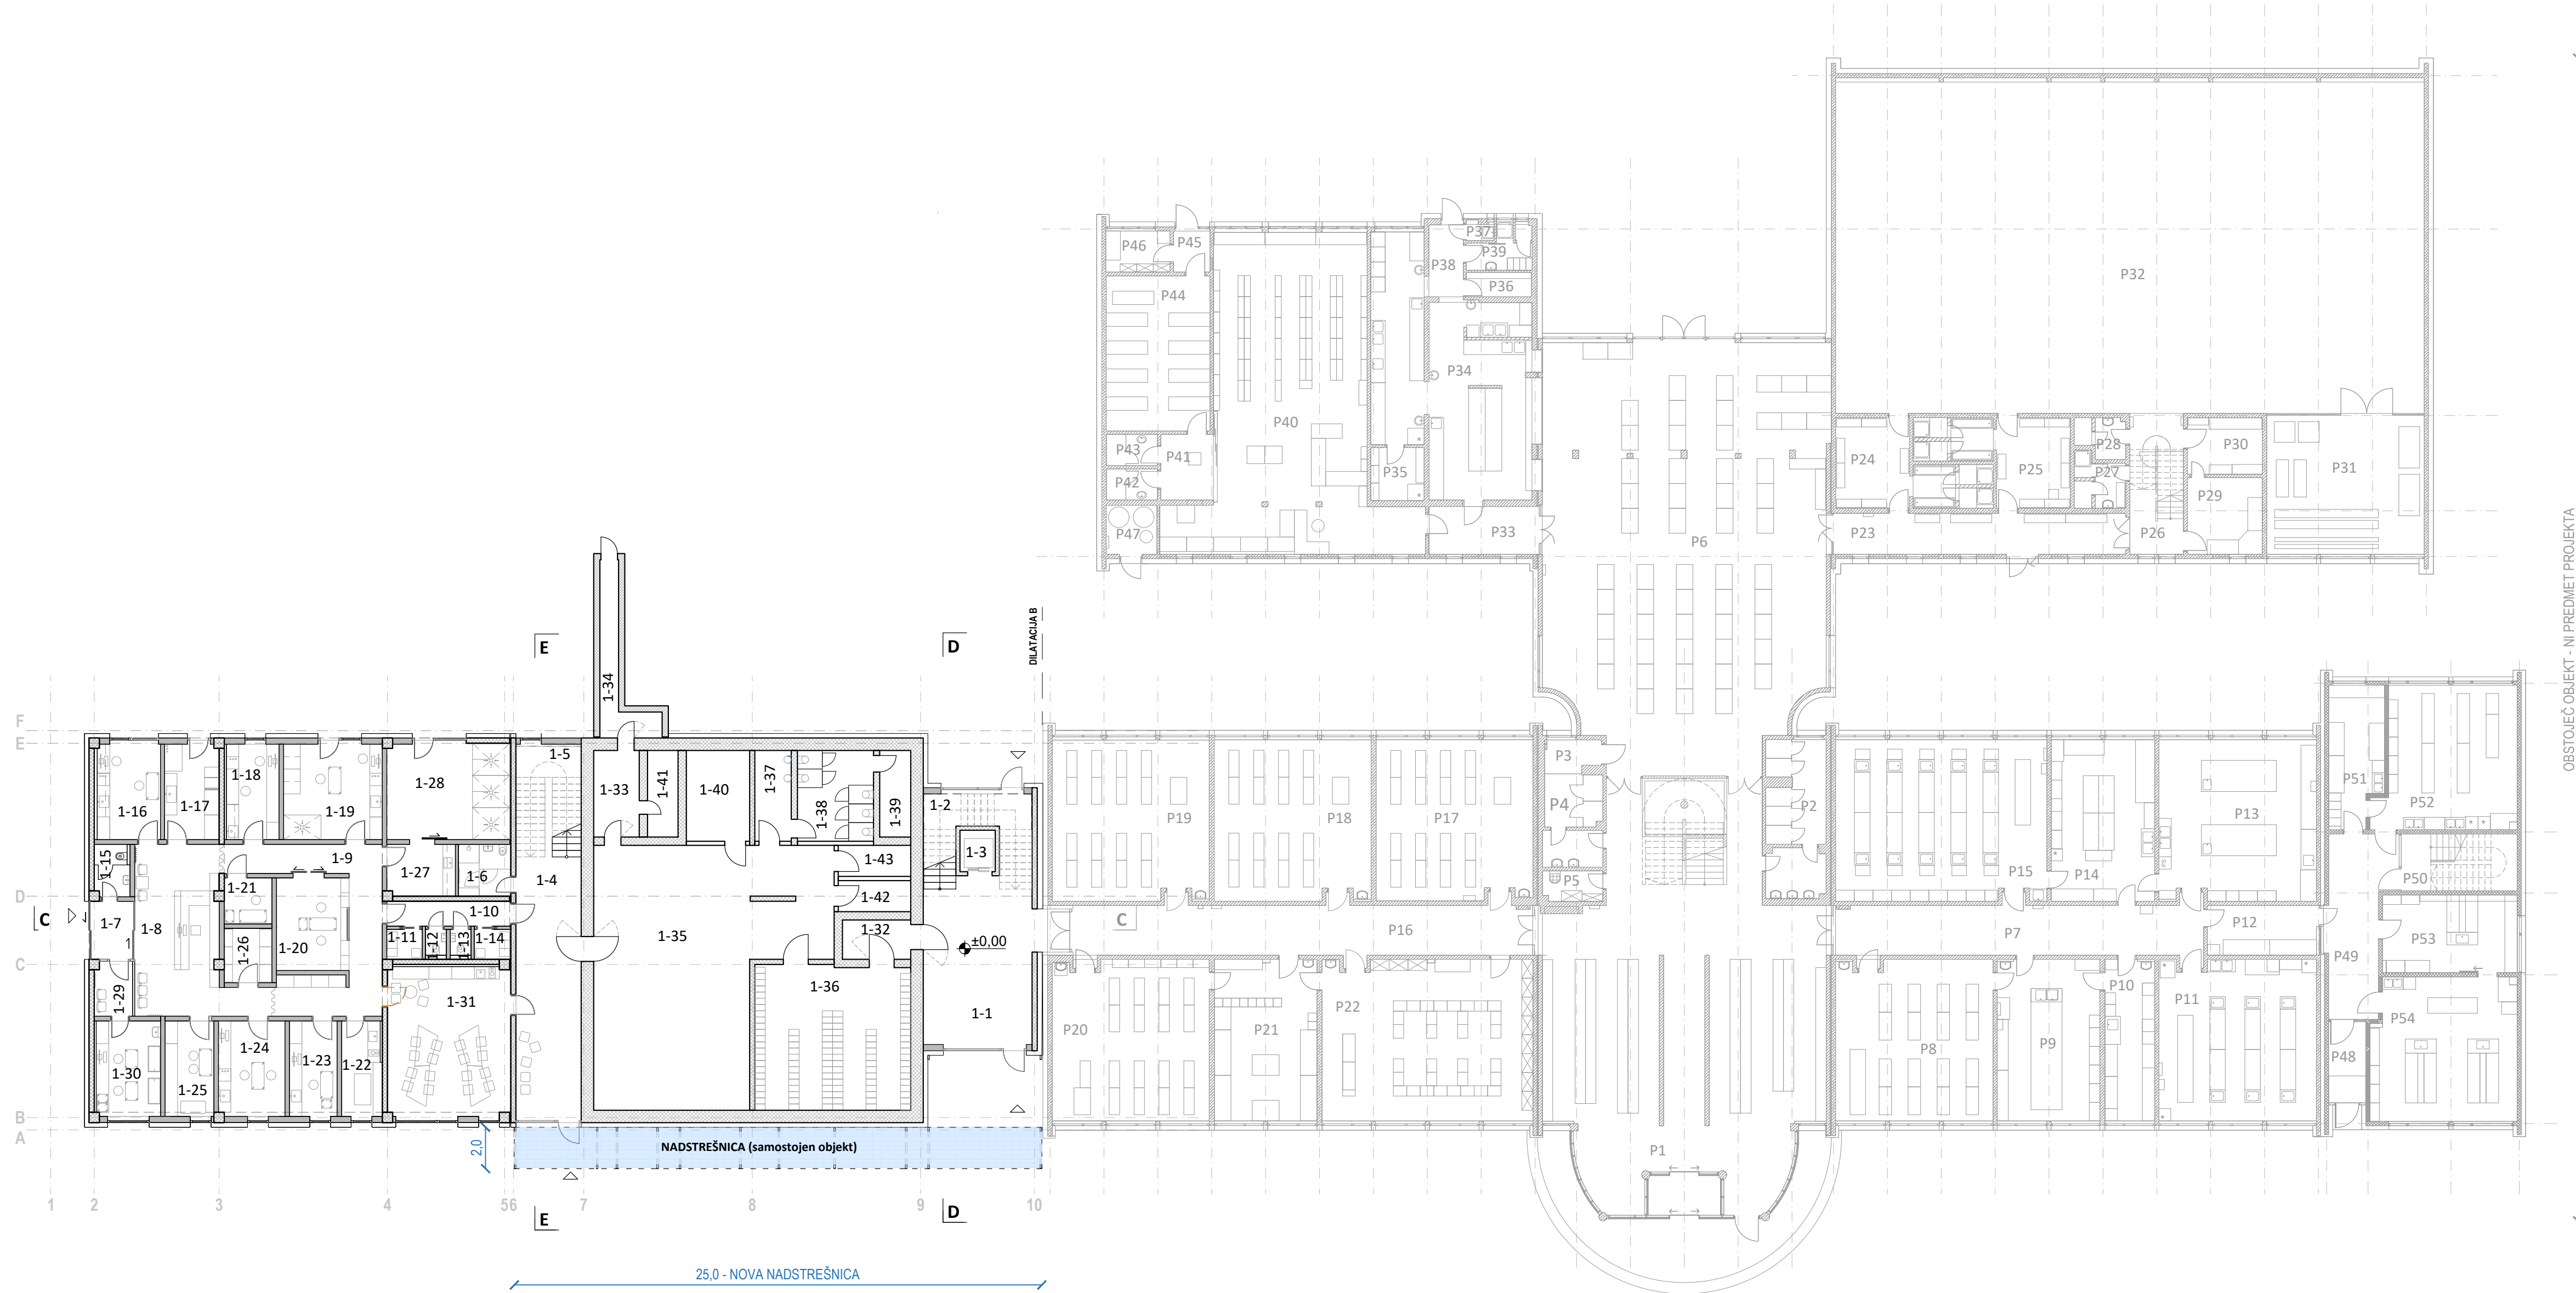 P32
P46
P45
P37
P39
P38
P36
P44
P34
P40
P43
P41
P42
P35
P47
P33
P6
P24
P25
P28
P27
P30
P31
P29
P23
P26
OBSTOJEČ OBJEKT - NI PREDMET PROJEKTA
E
D
DILATACIJA B
1-34
F
E
1-5
1-16
1-17
1-18
1-19
1-28
1-33
1-41
1-40
1-37
1-38
1-39
1-2
1-3
1-15
1-9
1-21
1-27
1-6
1-4
1-43
1-42
D
C
1-7
1-8
1-26
1-20
1-10
1-11
1-12
1-13
1-14
1-35
1-32
±0,00
C
1-29
1-31
1-36
1-1
1-30
1-25
1-24
1-23
1-22
B
A
2,0
NADSTREŠNICA (samostojen objekt)
1
2
3
4
5
6
7
8
9
10
E
D
25,0 - NOVA NADSTREŠNICA
P19
P18
P17
P3
P4
P5
P2
P15
P14
P13
P51
P52
P50
C
P16
P7
P12
P49
P53
P20
P21
P22
P8
P9
P10
P11
P48
P54
P1